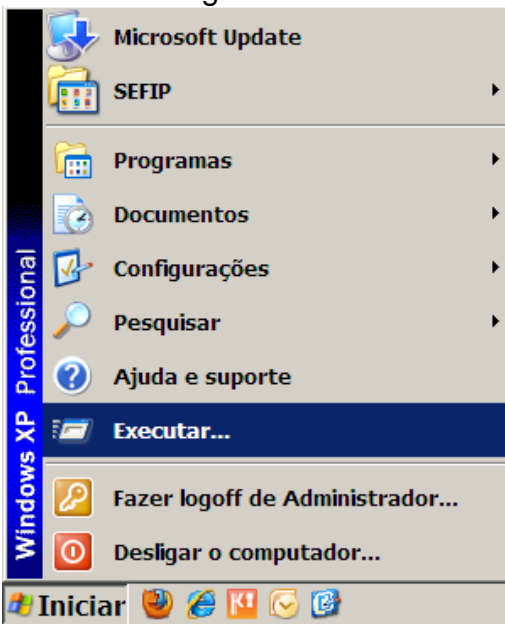 Microsoft Update
SEFIP
Programas
Documentos
Configurações
Pesquisar
Ajuda e suporte
Executar...
Fazer logoff de Administrador...
Desligar o computador...
Windows XP Professional
Iniciar